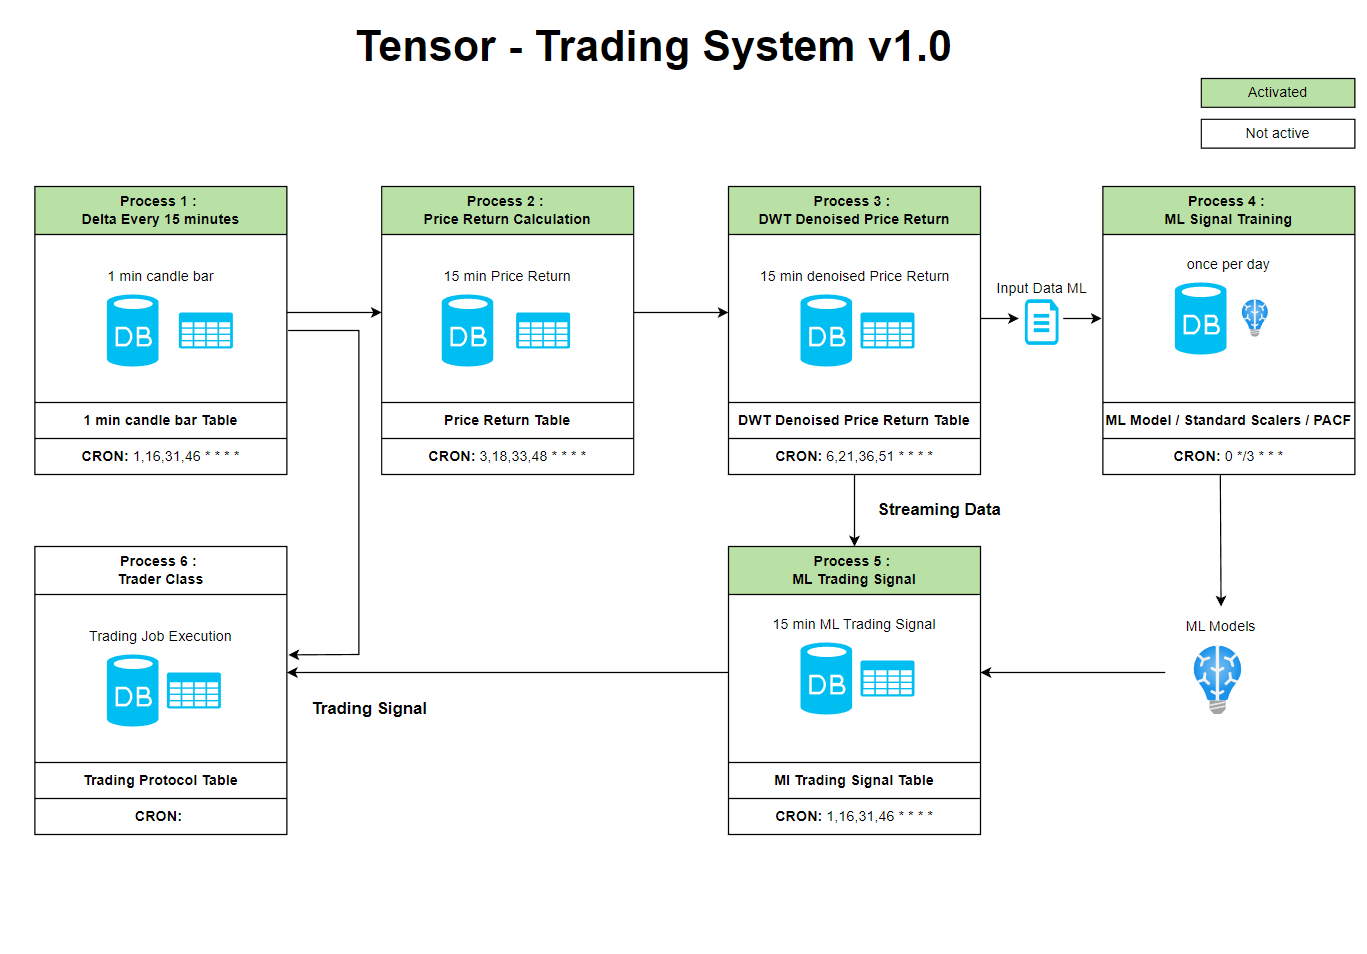 Tensor - Trading System v1.0
Activated
Not active
Process 1 :
Delta Every 15 minutes
1 min candle bar
DB
1 min candle bar Table
CRON: 1,16,31,46 * * * *
Process 2 :
Price Return Calculation
15 min Price Return
DB
Price Return Table
CRON: 3,18,33,48 * * * *
Process 3 :
DWT Denoised Price Return
15 min denoised Price Return
DB
DWT Denoised Price Return Table
CRON: 6,21,36,51 * * * *
Input Data ML
Process 4 :
ML Signal Training
once per day
DB
ML Model / Standard Scalers / PACF
CRON: 0 */3 * * *
Streaming Data
Process 6 :
Trader Class
Trading Job Execution
DB
Trading Protocol Table
CRON:
Trading Signal
Process 5 :
ML Trading Signal
15 min ML Trading Signal
DB
MI Trading Signal Table
CRON: 1,16,31,46 * * * *
ML Models